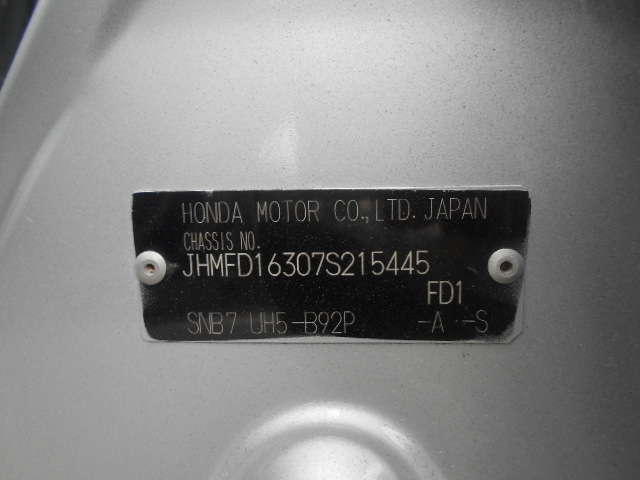 HONDA MOTOR CO.,LTD. JAPAN
CHASSIS NO.
JHMFD16307S215445
FD1
SNB7 UH5-B92P -A -S